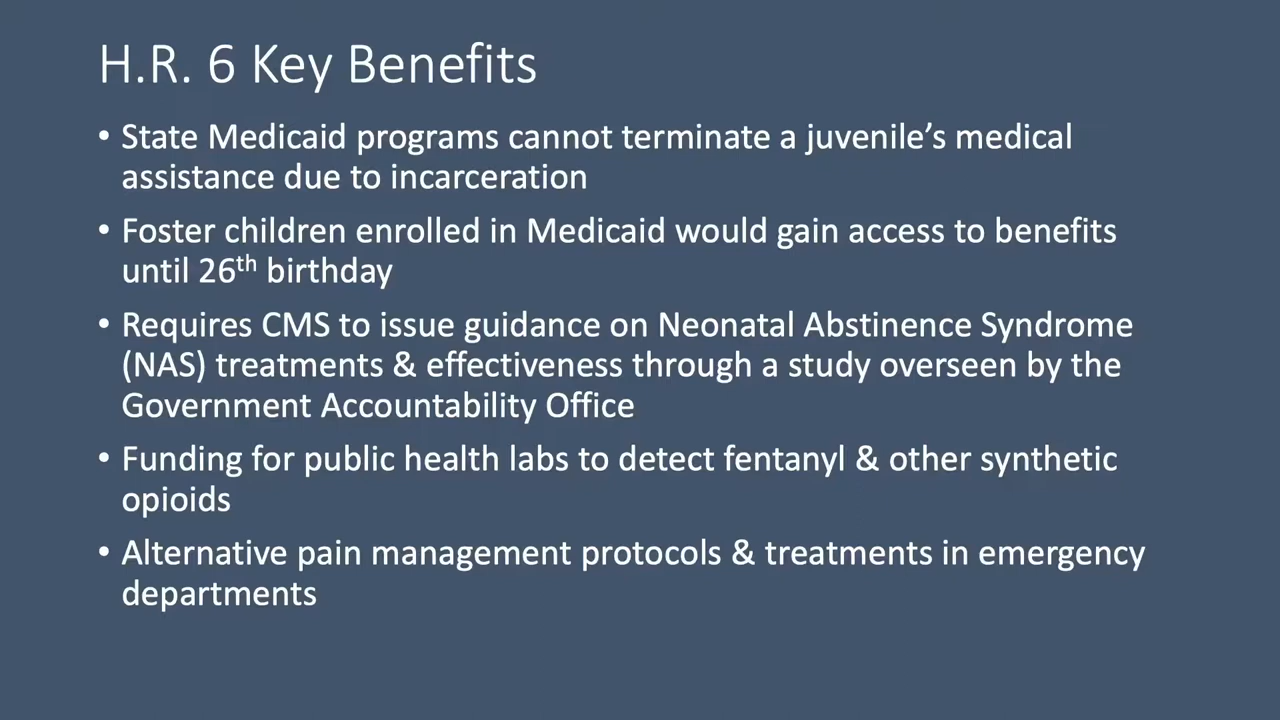 H.R. 6 Key Benefits
• State Medicaid programs cannot terminate a juvenile’s medical
assistance due to incarceration
• Foster children enrolled in Medicaid would gain access to benefits
until 26th birthday
• Requires CMS to issue guidance on Neonatal Abstinence Syndrome
(NAS) treatments & effectiveness through a study overseen by the
Government Accountability Office
• Funding for public health labs to detect fentanyl & other synthetic
opioids
• Alternative pain management protocols & treatments in emergency
departments